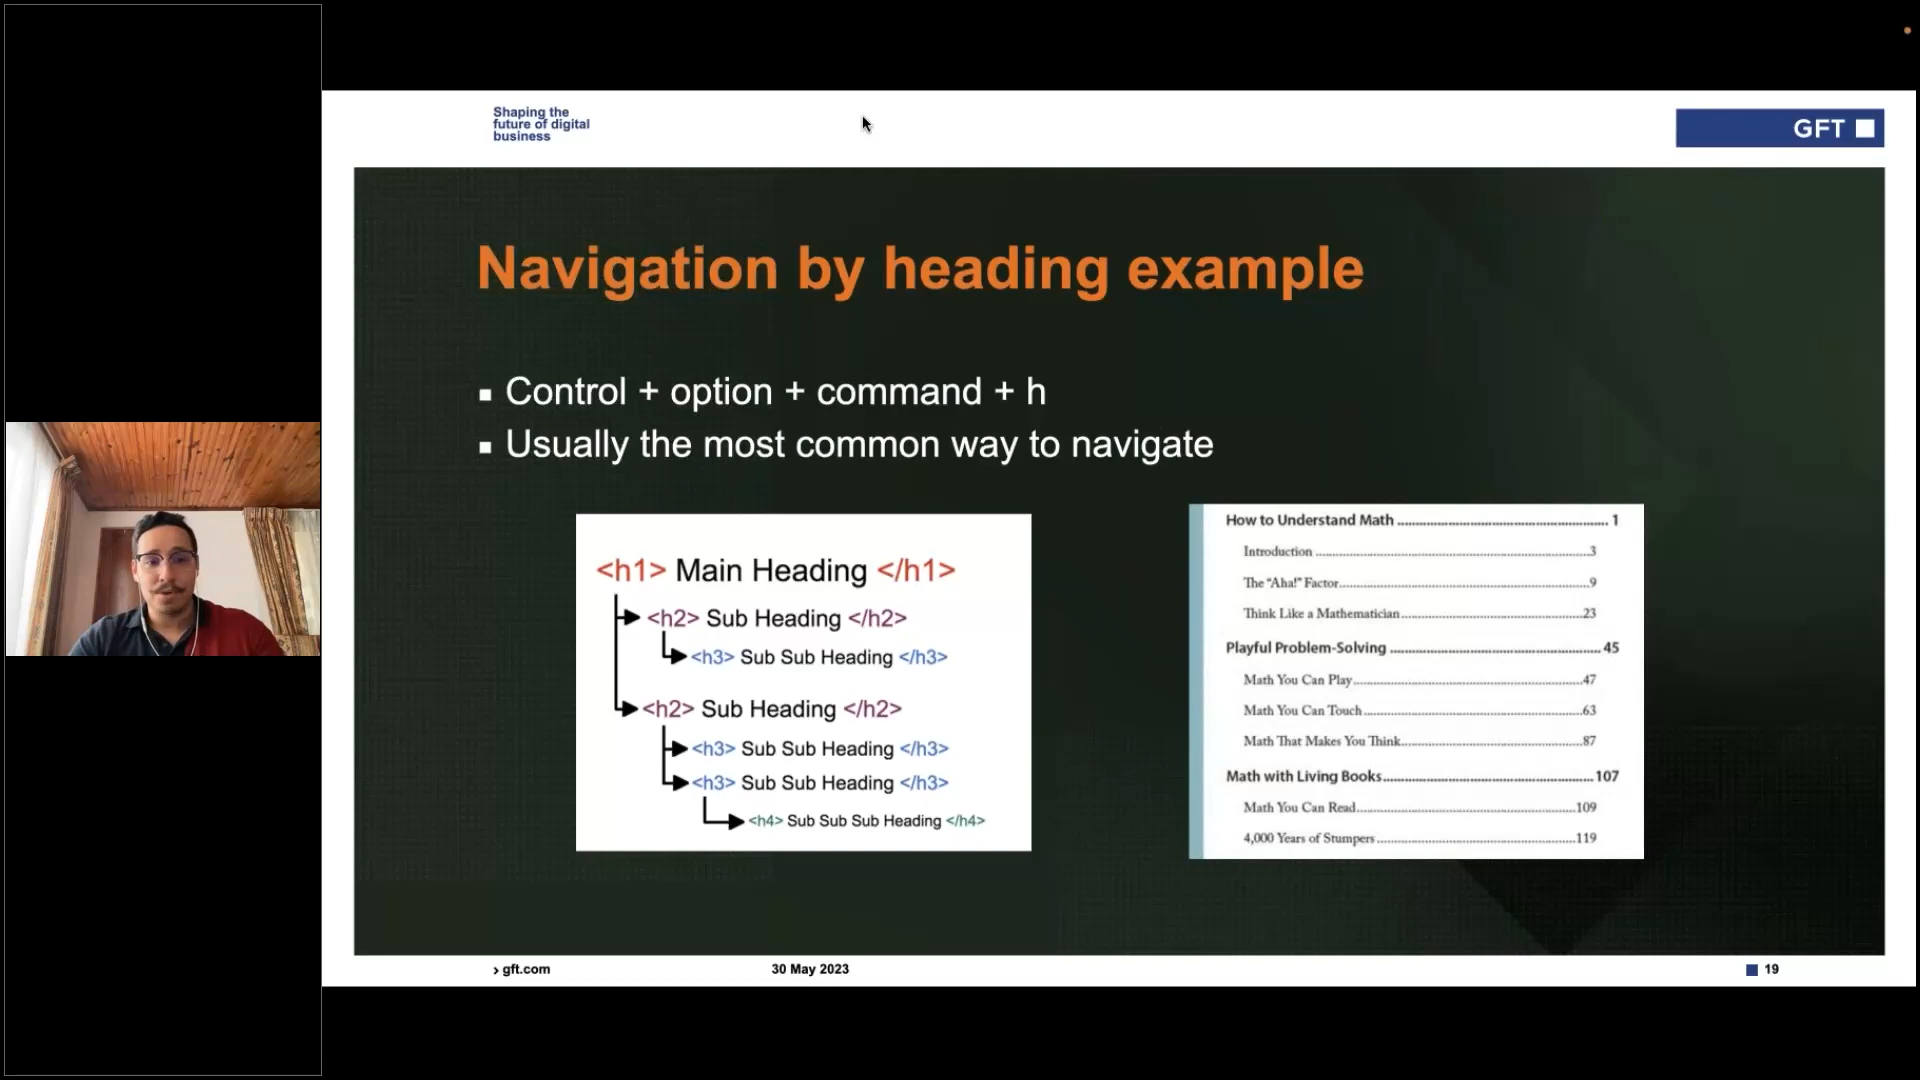 Shaping the
future of digital
business
GFT
Navigation by heading example
▪ Control + option + command + h
▪ Usually the most common way to navigate
<h1> Main Heading </h1>
<h2> Sub Heading </h2>
<h3> Sub Sub Heading </h3>
<h2> Sub Heading </h2>
<h3> Sub Sub Heading </h3>
<h3> Sub Sub Heading </h3>
<h4> Sub Sub Sub Heading </h4>
How to Understand Math ........ 1
Introduction ........ 3
The "Aha!" Factor ........ 9
Think Like a Mathematician ........ 23
Playful Problem-Solving ........ 45
Math You Can Play ........ 47
Math You Can Touch ........ 63
Math That Makes You Think ........ 87
Math with Living Books ........ 107
Math You Can Read ........ 109
4,000 Years of Stumpers ........ 119
› gft.com
30 May 2023
19